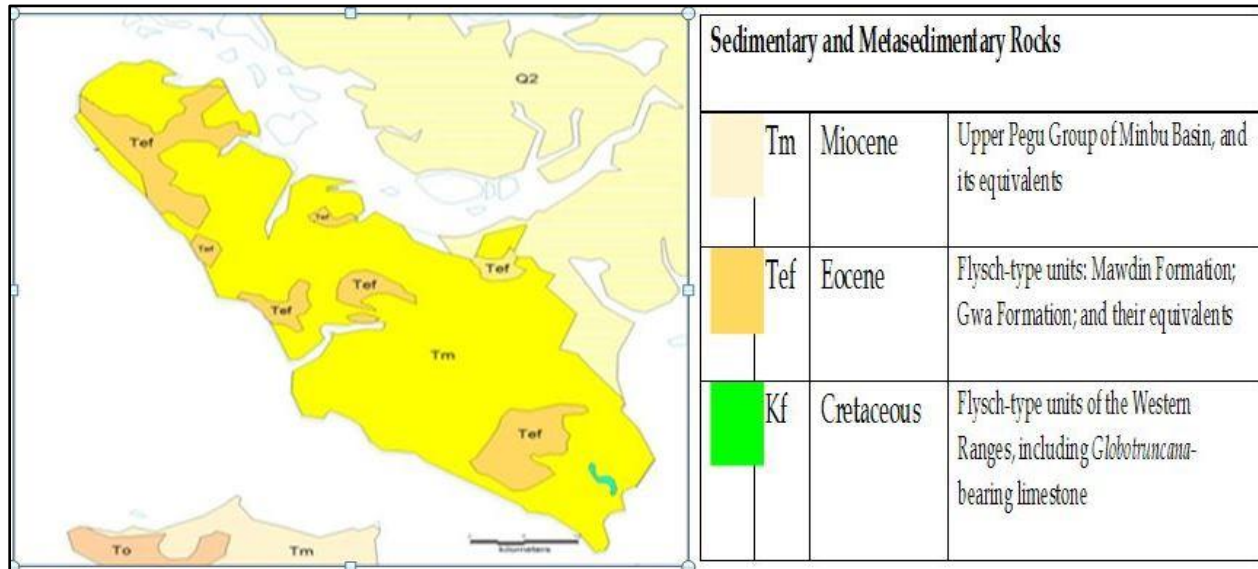 Q2
Tef
Tef
Tef
Tef
Tef
Tef
Tm
Tef
To
Tm
kilometers
Sedimentary and Metasedimentary Rocks
Tm Miocene Upper Pegu Group of Minbu Basin, and
its equivalents
Tef Eocene Flysch-type units: Mawdin Formation;
Gwa Formation; and their equivalents
Kf Cretaceous Flysch-type units of the Western
Ranges, including Globotruncana-
bearing limestone